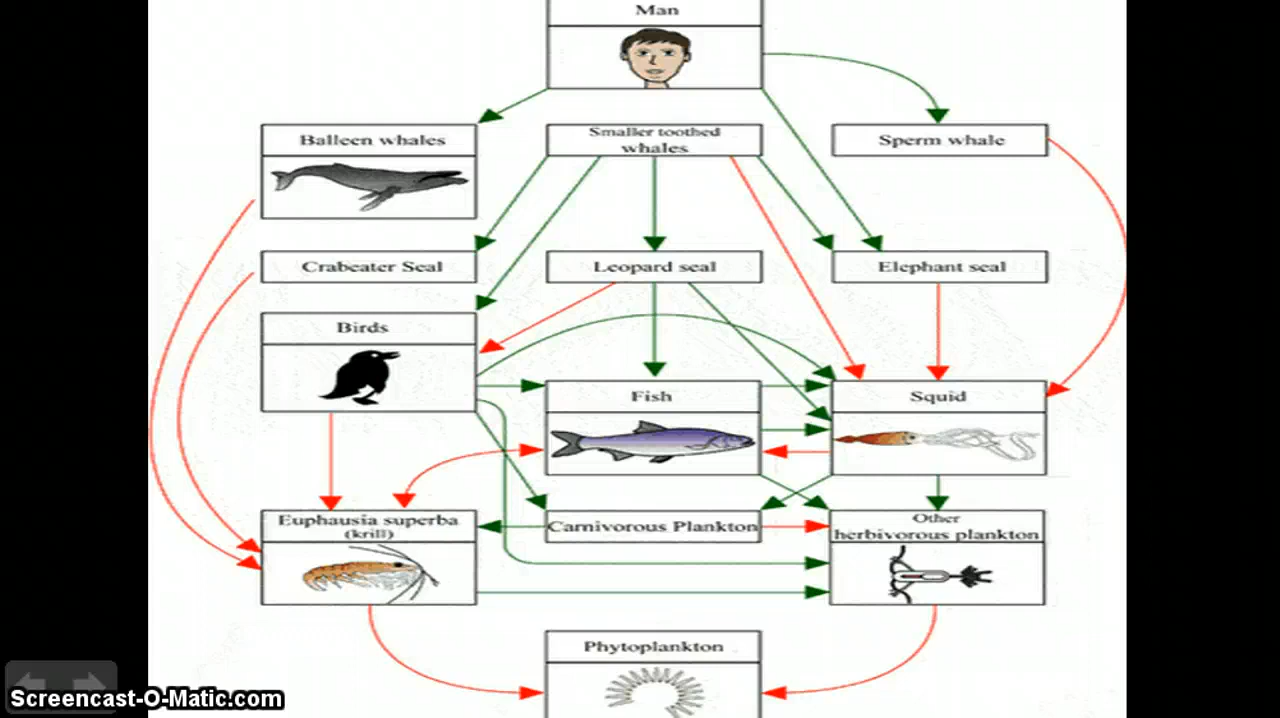 Man
Balleen whales
Smaller toothed
whales
Sperm whale
Crabeater Seal
Leopard seal
Elephant seal
Birds
Fish
Squid
Euphausia superba
(krill)
Carnivorous Plankton
Other
herbivorous plankton
Phytoplankton
Screencast-O-Matic.com